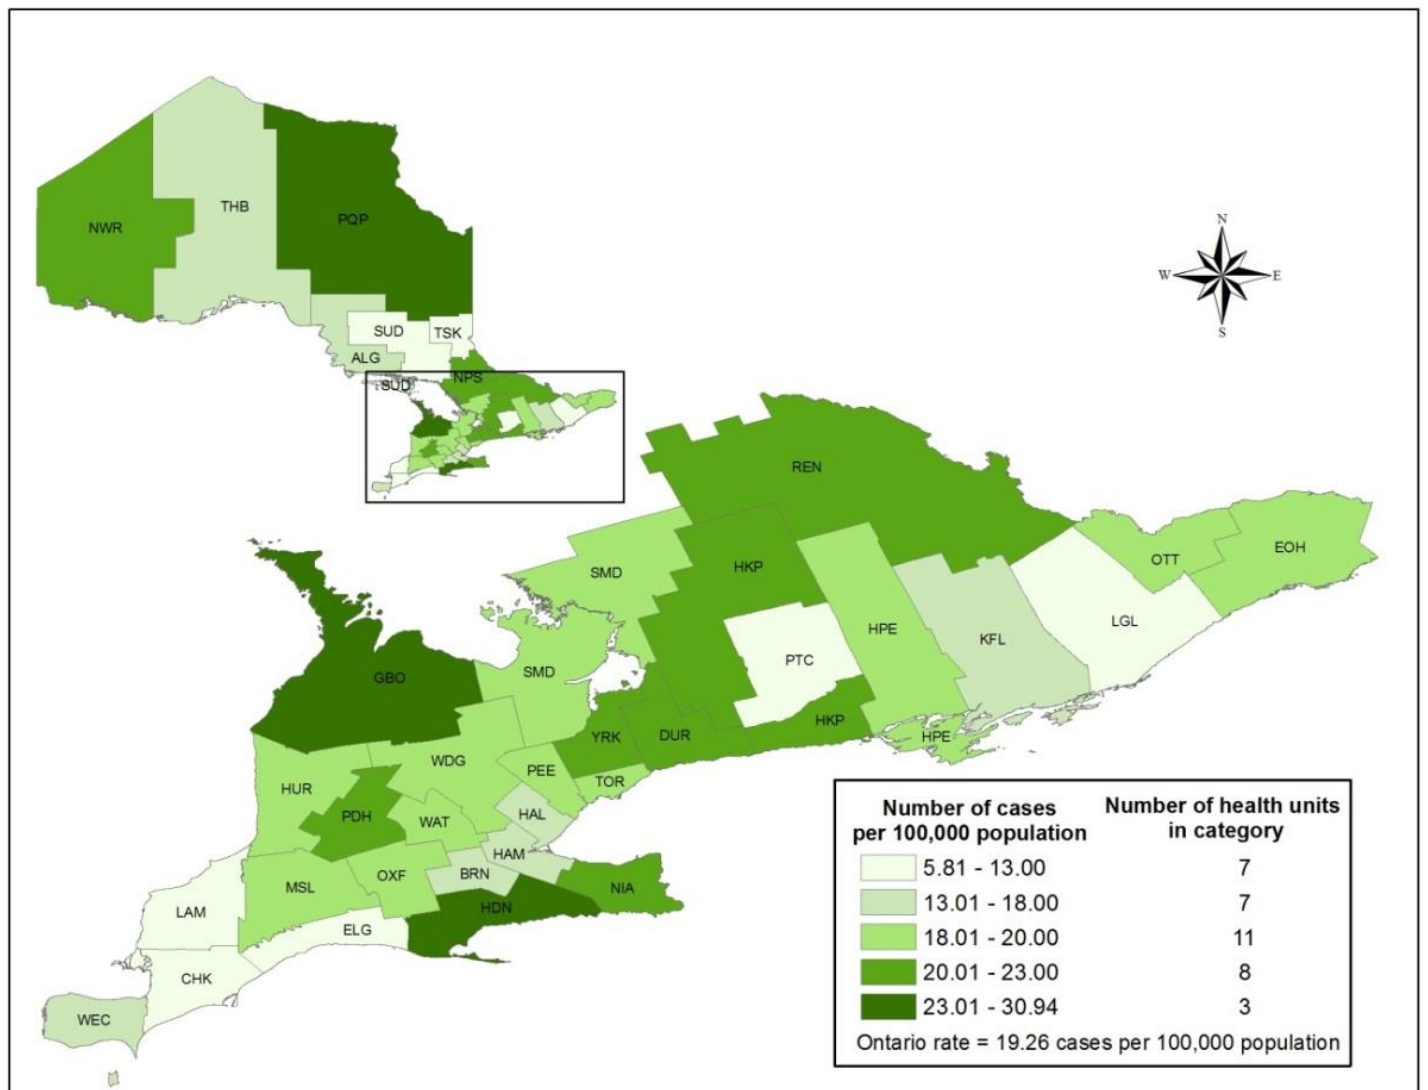 N
W E
S
NWR
THB
PQP
SUD
TSK
ALG
SUD
NPS
REN
SMD
HKP
OTT
EOH
HPE
LGL
KFL
PTC
SMD
GBO
HKP
YRK
DUR
HPE
WDG
PEE
TOR
HUR
PDH
WAT
HAL
HAM
BRN
OXF
MSL
NIA
HDN
LAM
ELG
CHK
WEC
Number of cases per 100,000 population
Number of health units in category
5.81 - 13.00 7
13.01 - 18.00 7
18.01 - 20.00 11
20.01 - 23.00 8
23.01 - 30.94 3
Ontario rate = 19.26 cases per 100,000 population